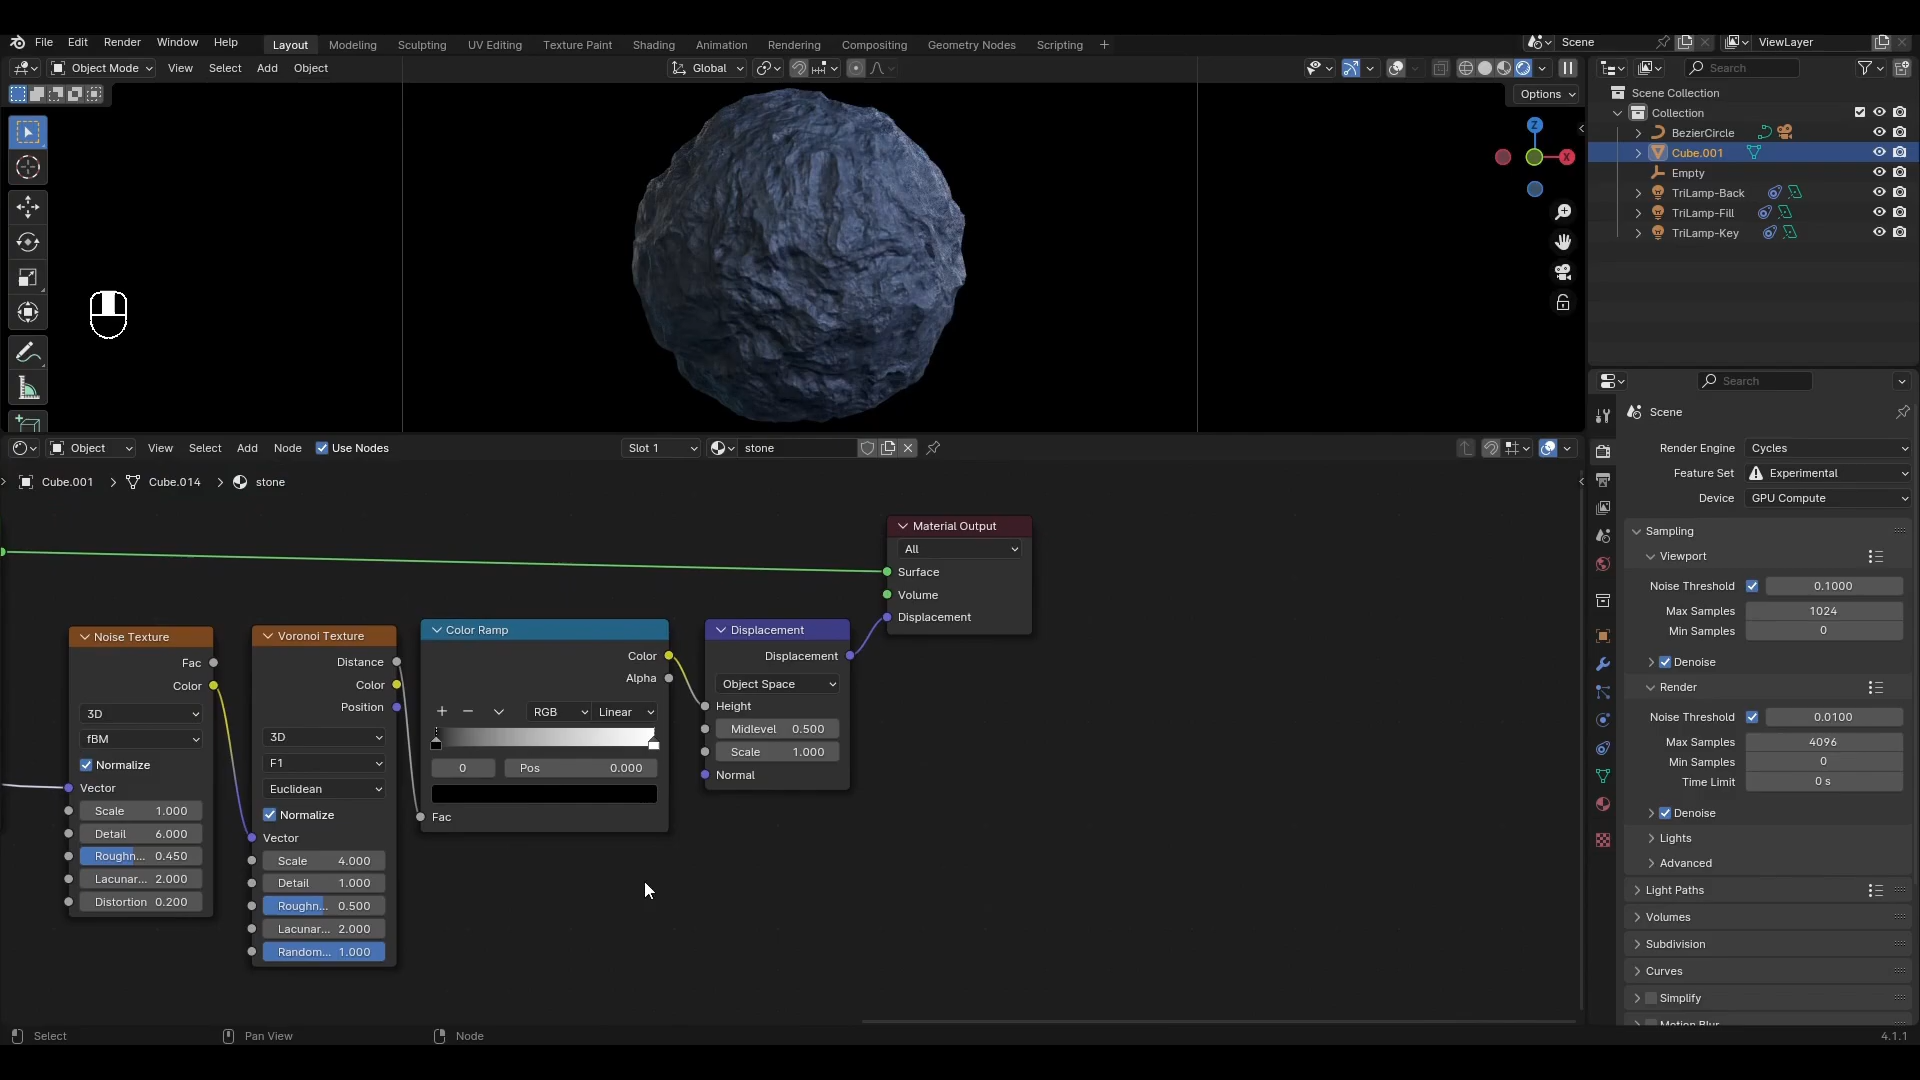 File Edit Render Window Help Layout Modeling Sculpting UV Editing Texture Paint Shading Animation Rendering Compositing Geometry Nodes Scripting + Scene ViewLayer
Object Mode View Select Add Object Global Search
Options
Z
X
Scene Collection
Collection
BezierCircle
Cube.001
Empty
TriLamp-Back
TriLamp-Fill
TriLamp-Key
Object View Select Add Node Use Nodes Slot 1 stone
Cube.001 > Cube.014 > stone
Material Output
All
Surface
Volume
Displacement
Noise Texture
Fac
Color
3D
fBM
Normalize
Vector
Scale 1.000
Detail 6.000
Roughn... 0.450
Lacunar... 2.000
Distortion 0.200
Voronoi Texture
Distance
Color
Position
3D
F1
Euclidean
Normalize
Vector
Scale 4.000
Detail 1.000
Roughn... 0.500
Lacunar... 2.000
Random... 1.000
Color Ramp
Color
Alpha
+ − RGB Linear
0 Pos 0.000
Fac
Displacement
Displacement
Object Space
Height
Midlevel 0.500
Scale 1.000
Normal
Search
Scene
Render Engine Cycles
Feature Set Experimental
Device GPU Compute
Sampling
Viewport
Noise Threshold 0.1000
Max Samples 1024
Min Samples 0
Denoise
Render
Noise Threshold 0.0100
Max Samples 4096
Min Samples 0
Time Limit 0 s
Denoise
Lights
Advanced
Light Paths
Volumes
Subdivision
Curves
Simplify
Motion Blur
Select Pan View Node 4.1.1